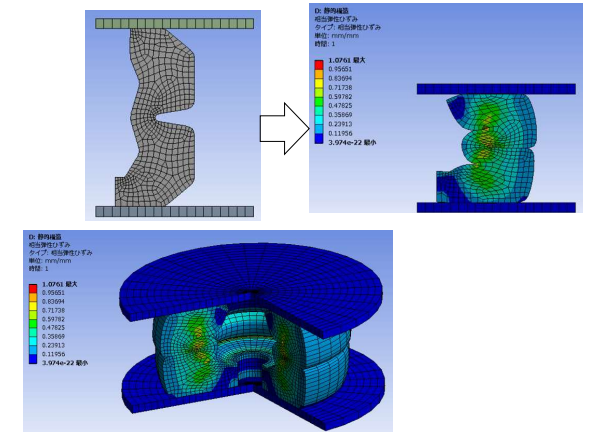 D: 静的構造
相当弾性ひずみ
タイプ: 相当弾性ひずみ
単位: mm/mm
時間: 1
1.0761 最大
0.95651
0.83694
0.71738
0.59782
0.47825
0.35869
0.23913
0.11956
3.974e-22 最小
D: 静的構造
相当弾性ひずみ
タイプ: 相当弾性ひずみ
単位: mm/mm
時間: 1
1.0761 最大
0.95651
0.83694
0.71738
0.59782
0.47825
0.35869
0.23913
0.11956
3.974e-22 最小